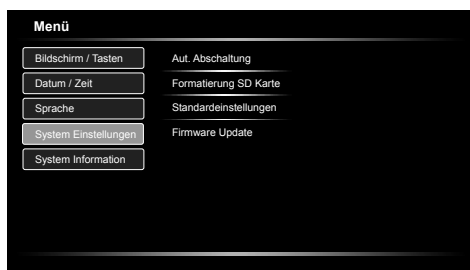 Menü
Bildschirm / Tasten
Aut. Abschaltung
Datum / Zeit
Formatierung SD Karte
Sprache
Standardeinstellungen
System Einstellungen
Firmware Update
System Information